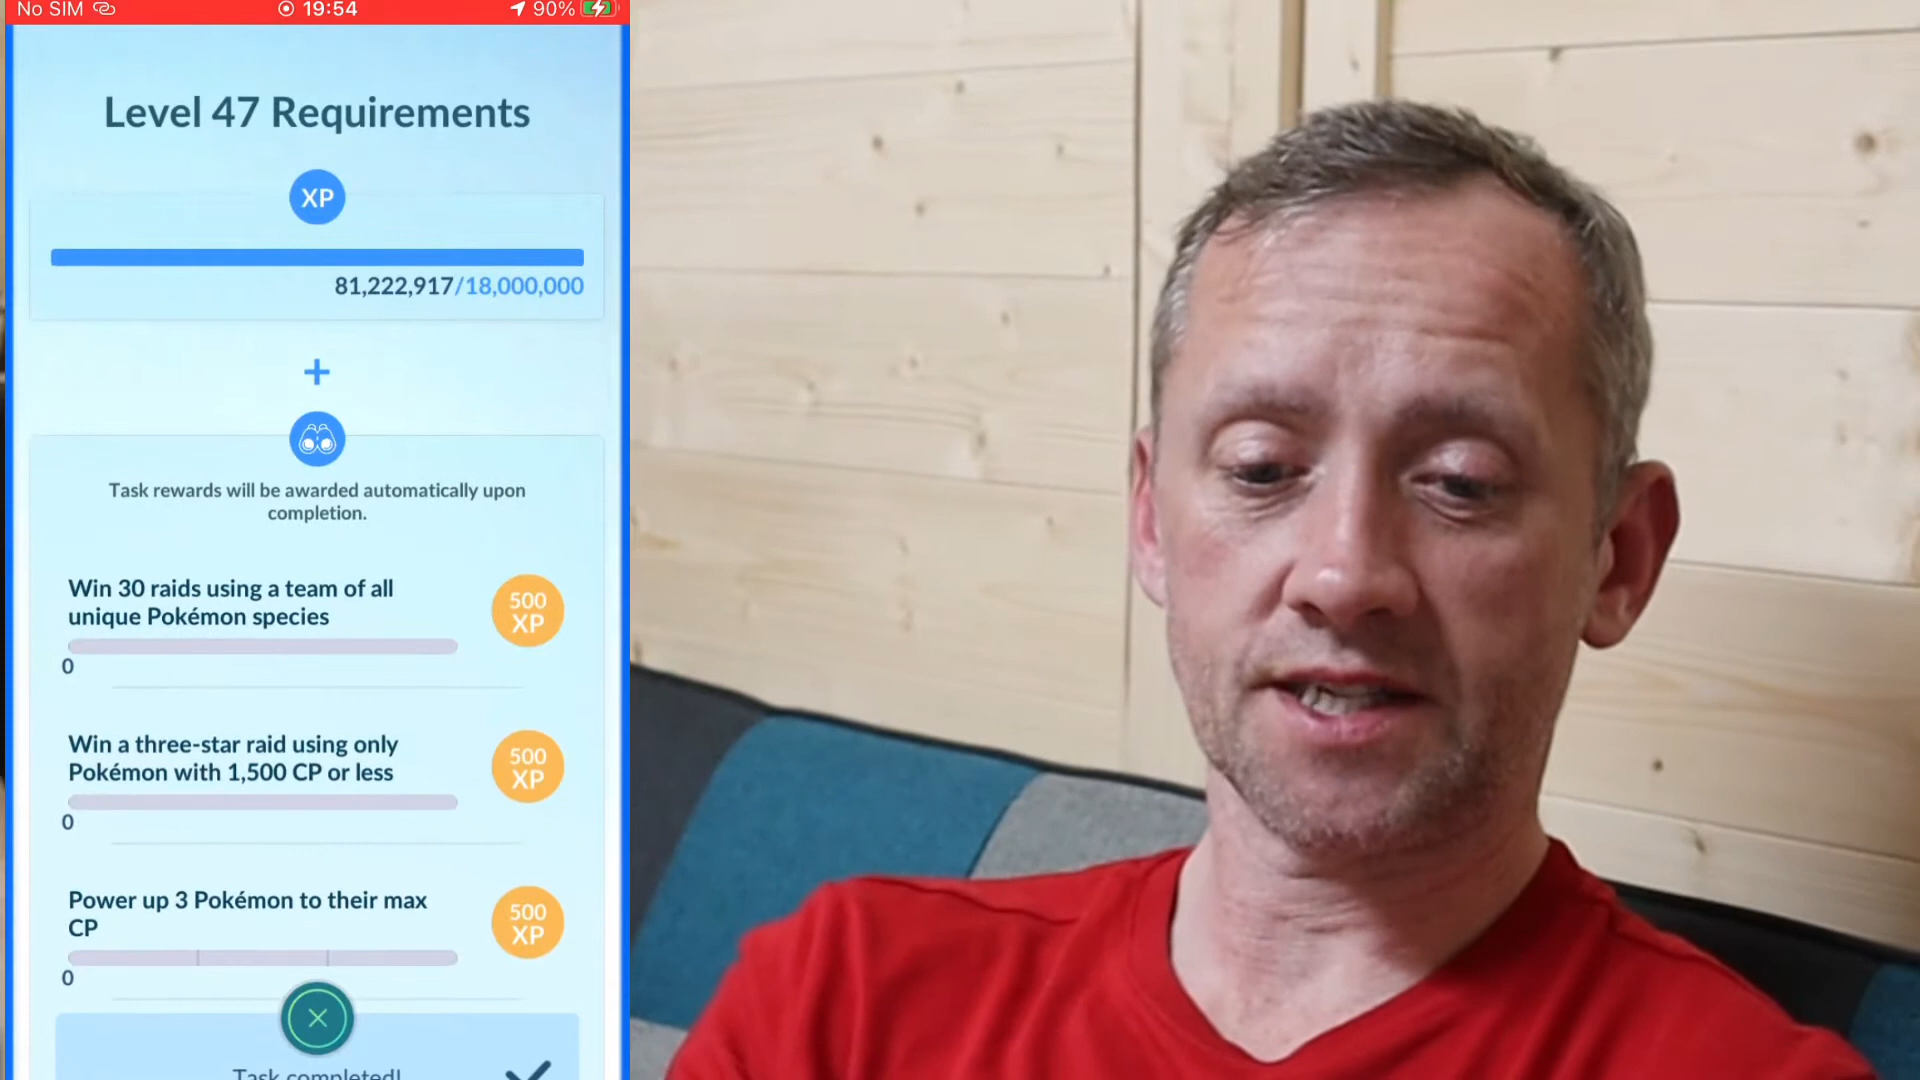 No SIM 19:54 90%
Level 47 Requirements
XP
81,222,917/18,000,000
+
Task rewards will be awarded automatically upon
completion.
Win 30 raids using a team of all
unique Pokémon species
500
XP
0
Win a three-star raid using only
Pokémon with 1,500 CP or less
500
XP
0
Power up 3 Pokémon to their max
CP
500
XP
0
Task completed!